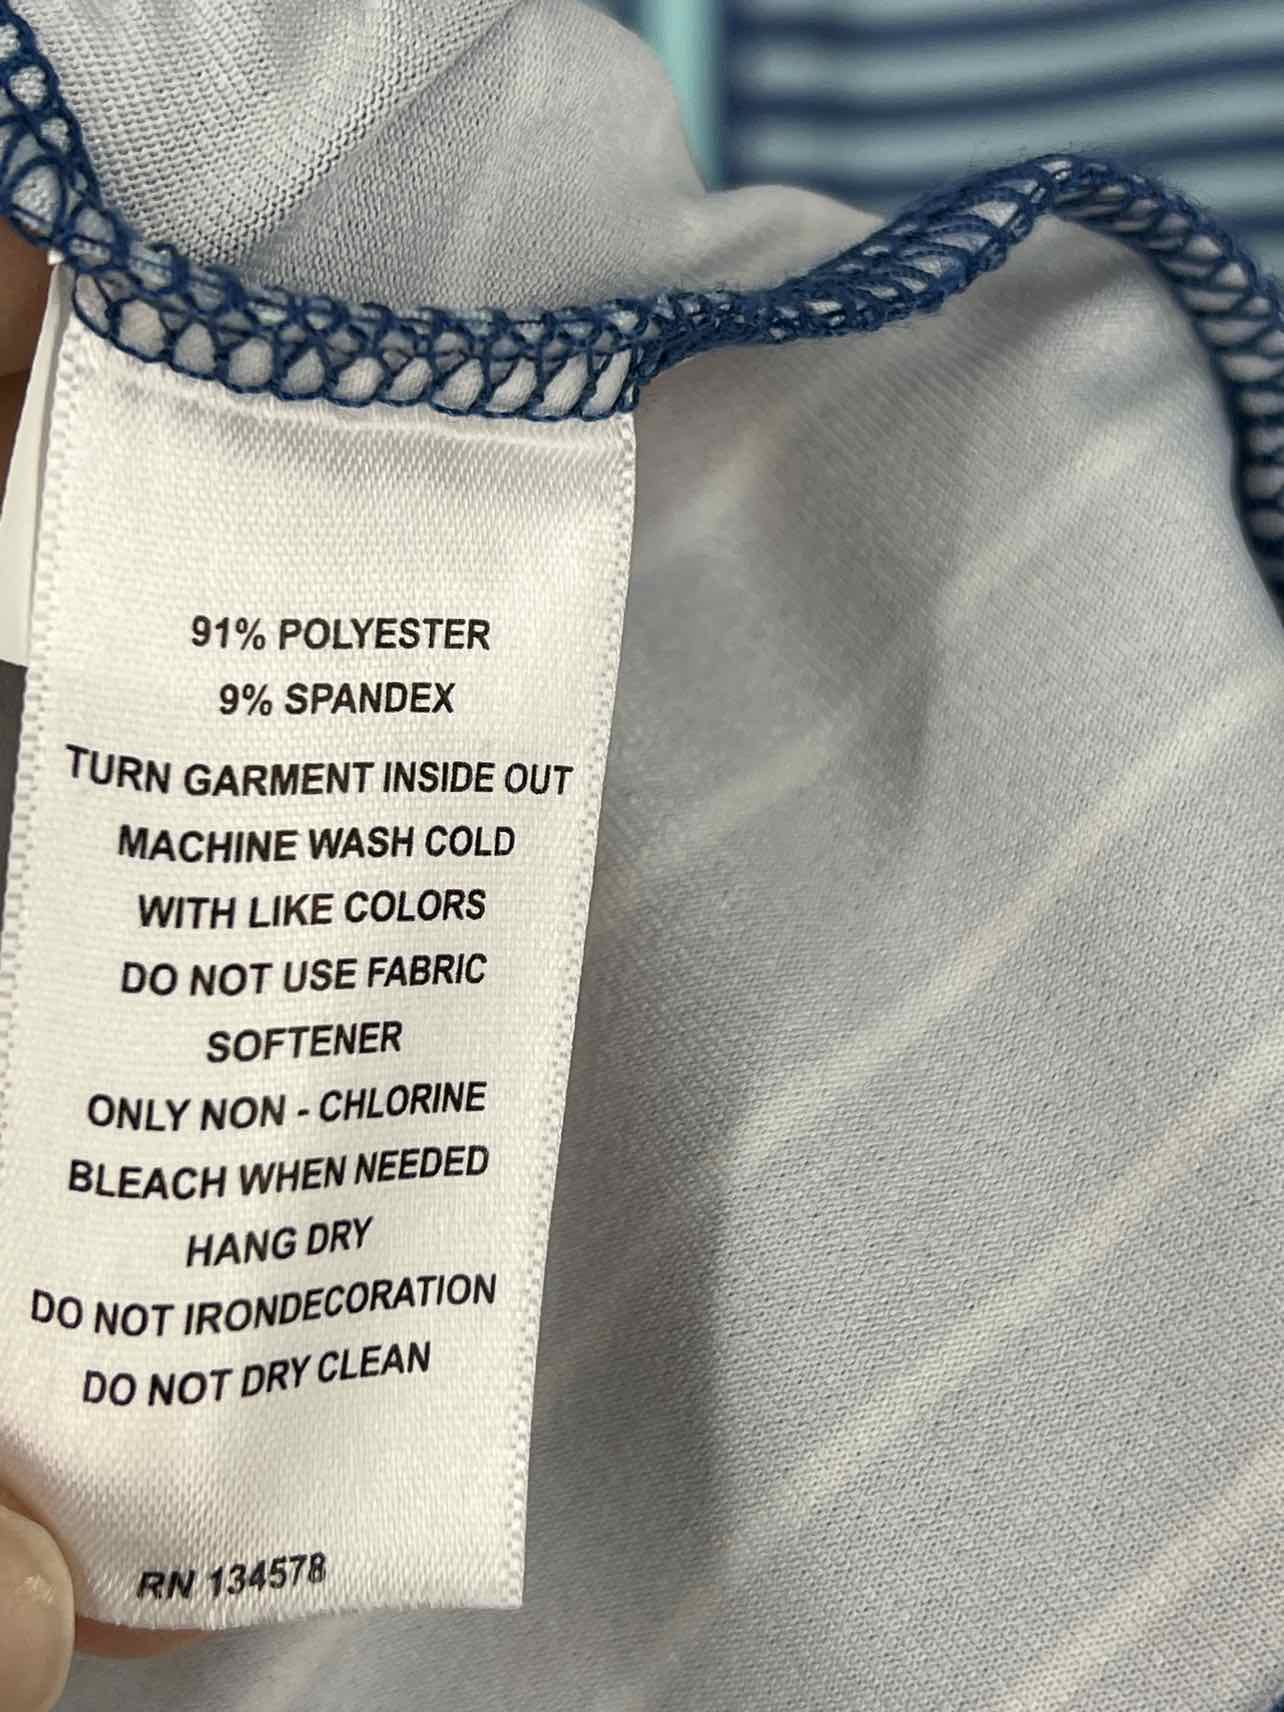 91% POLYESTER
9% SPANDEX
TURN GARMENT INSIDE OUT
MACHINE WASH COLD
WITH LIKE COLORS
DO NOT USE FABRIC
SOFTENER
ONLY NON - CHLORINE
BLEACH WHEN NEEDED
HANG DRY
DO NOT IRONDECORATION
DO NOT DRY CLEAN
RN 134578